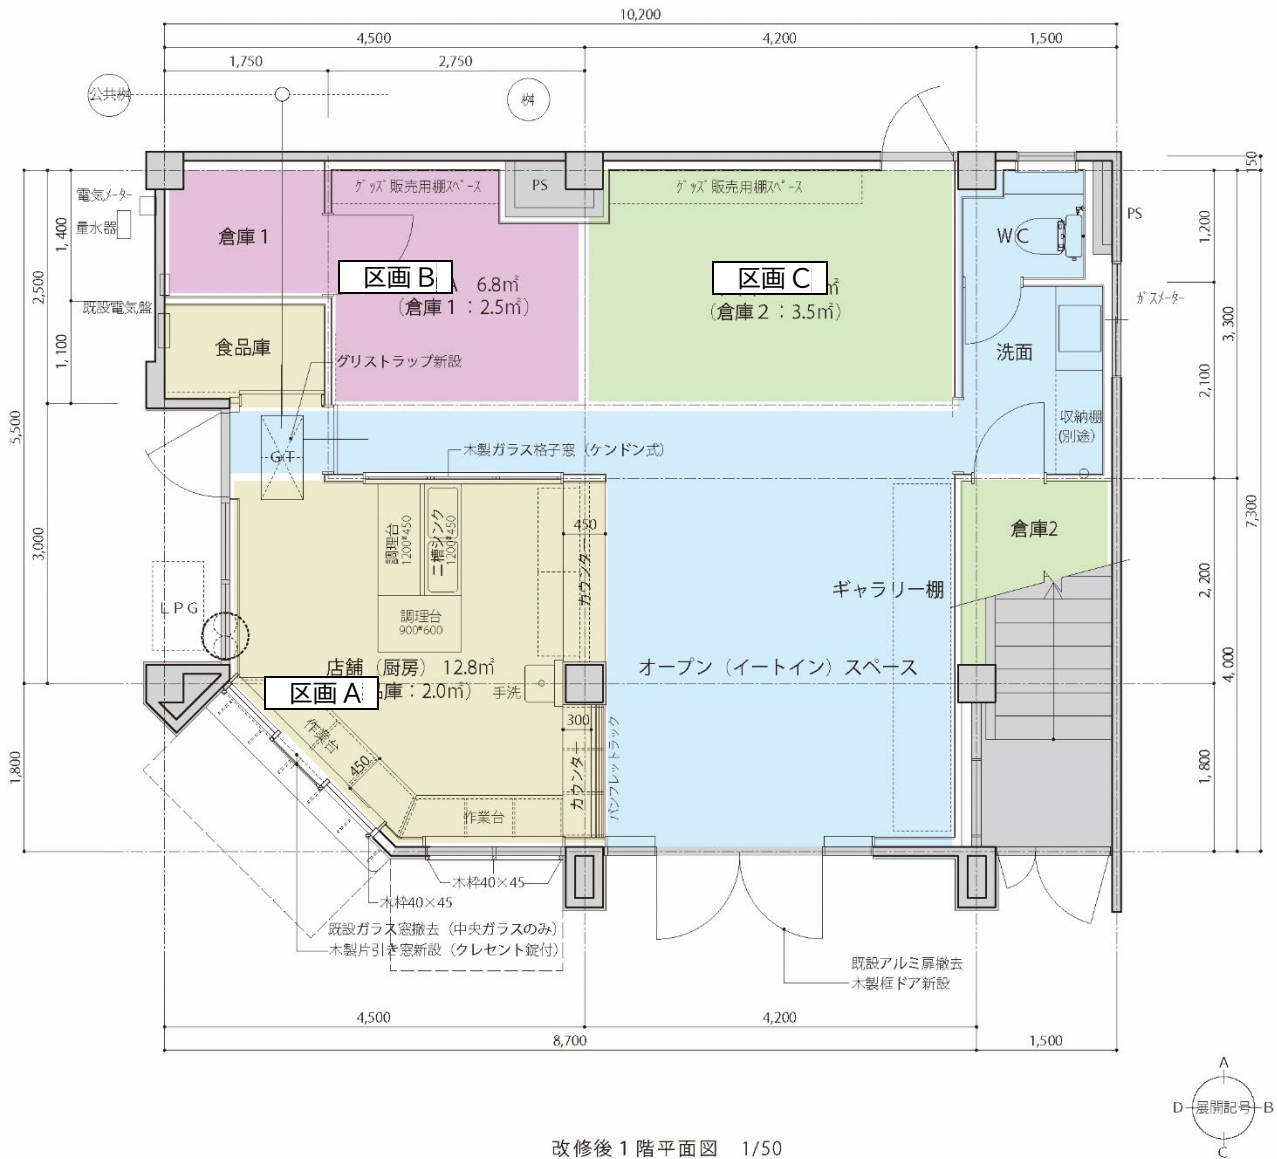 10,200
4,500
4,200
1,500
1,750
2,750
公共桝
桝
150
電気メーター
量水器
グッズ販売用棚スペース
PS
グッズ販売用棚スペース
PS
1,400
倉庫1
WC
1,200
2,500
区画B
A 6.8㎡
(倉庫1:2.5㎡)
区画C
㎡
(倉庫2:3.5㎡)
既設電気盤
ガスメーター
3,300
1,100
食品庫
グリストラップ新設
洗面
2,100
5,500
収納棚
(別途)
GT
木製ガラス格子窓(ケンドン式)
7,300
3,000
調理台
1200*450
二槽シンク
1200*450
450
カウンター
倉庫2
2,200
ギャラリー棚
LPG
調理台
900*600
店舗(厨房) 12.8㎡
区画A
品庫:2.0㎡)
手洗
オープン(イートイン)スペース
4,000
作業台
450
300
カウンター
パンフレットラック
1,800
1,800
作業台
木枠40×45
木枠40×45
既設ガラス窓撤去(中央ガラスのみ)
木製片引き窓新設(クレセント錠付)
既設アルミ扉撤去
木製框ドア新設
4,500
4,200
8,700
1,500
A
D
展開記号
B
C
改修後1階平面図 1/50